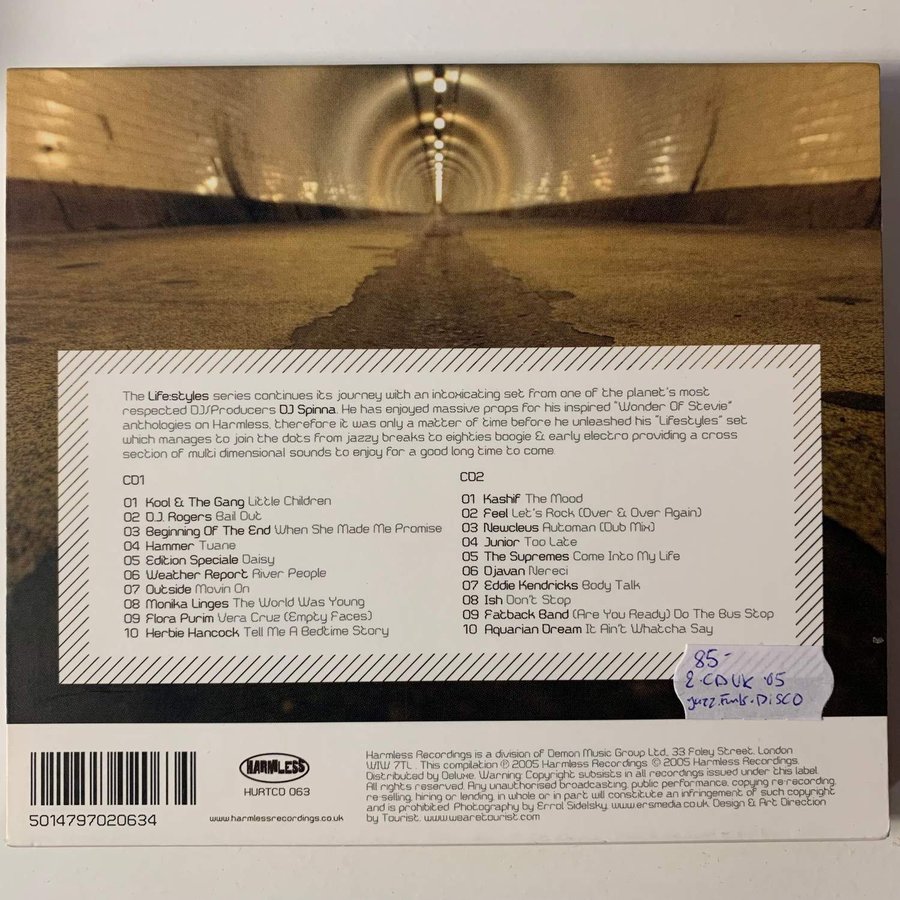 The Life:styles series continues its journey with an intoxicating set from one of the planet's most
respected DJ/Producers DJ Spinna. He has enjoyed massive props for his inspired "Wonder Of Stevie"
anthologies on Harmless, therefore it was only a matter of time before he unleashed his "Lifestyles" set
which manages to join the dots from jazzy breaks to eighties boogie & early electro providing a cross
section of multi dimensional sounds to enjoy for a good long time to come.
CD1
01 Kool & The Gang Little Children
02 D.J. Rogers Bail Out
03 Beginning Of The End When She Made Me Promise
04 Hammer Tuane
05 Edition Speciale Daisy
06 Weather Report River People
07 Outside Movin On
08 Monika Linges The World Was Young
09 Flora Purim Vera Cruz (Empty Faces)
10 Herbie Hancock Tell Me A Bedtime Story
CD2
01 Kashif The Mood
02 Feel Let's Rock (Over & Over Again)
03 Newcleus Automan (Dub Mix)
04 Junior Too Late
05 The Supremes Come Into My Life
06 Djavan Nereci
07 Eddie Kendricks Body Talk
08 Ish Don't Stop
09 Fatback Band (Are You Ready) Do The Bus Stop
10 Aquarian Dream It Ain't Whatcha Say
85-
2.CD UK .05
Jazz.Funk.DISCO
5014797020634
HARMLESS
HURTCD 063
www.harmlessrecordings.co.uk
Harmless Recordings is a division of Demon Music Group Ltd., 33 Foley Street, London
W1W 7TL . This compilation ℗ 2005 Harmless Recordings © 2005 Harmless Recordings.
Distributed by Deluxe. Warning: Copyright subsists in all recordings issued under this label.
All rights reserved. Any unauthorised broadcasting, public performance, copying re-recording,
re-selling, hiring or lending, in whole or in part will constitute an infringement of such copyright
and is prohibited. Photography by Errol Sidelsky, www.ersmedia.co.uk. Design & Art Direction
by Tourist. www.wearetourist.com